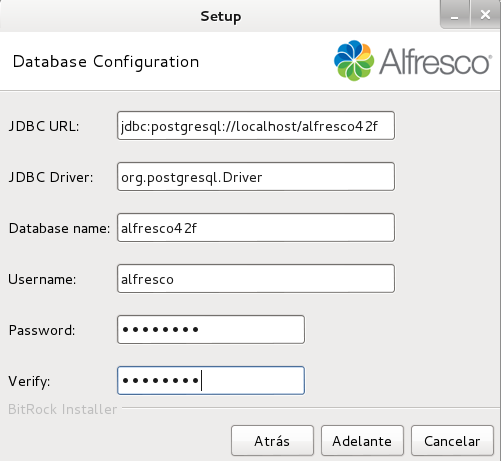 Setup
Database Configuration
Alfresco
JDBC URL: jdbc:postgresql://localhost/alfresco42f
JDBC Driver: org.postgresql.Driver
Database name: alfresco42f
Username: alfresco
Password: ••••••••
Verify: ••••••••
BitRock Installer
Atrás Adelante Cancelar